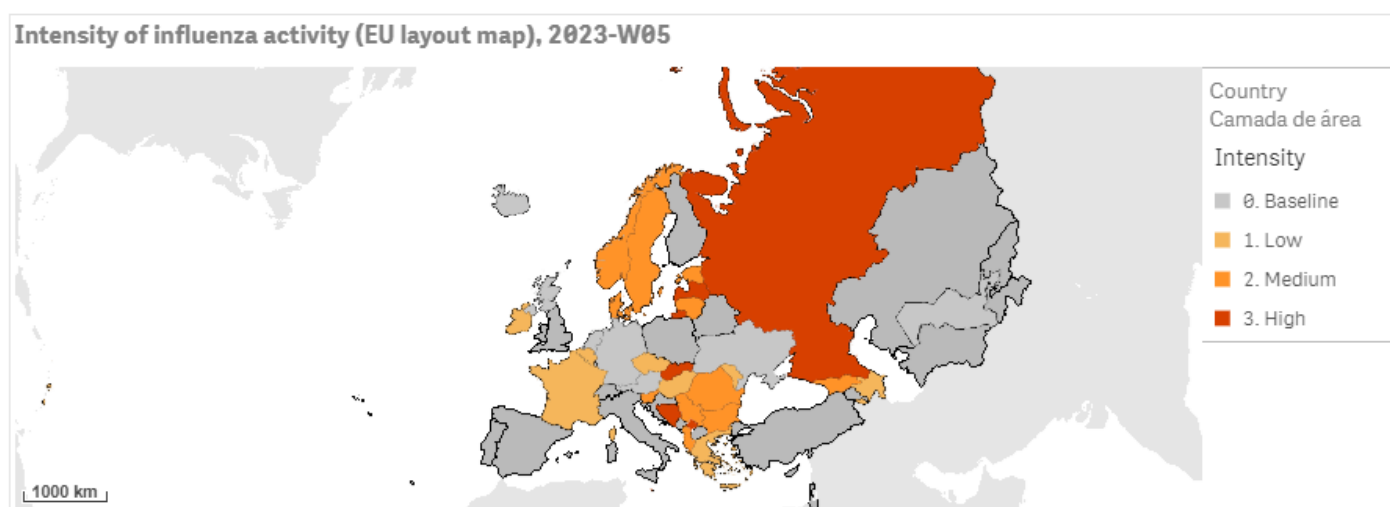 Intensity of influenza activity (EU layout map), 2023-W05
Country
Camada de área
Intensity
0. Baseline
1. Low
2. Medium
3. High
1000 km